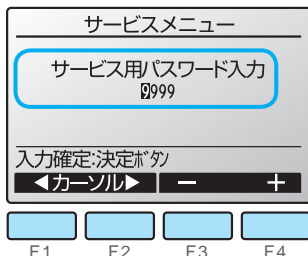 サービスメニュー
サービス用パスワード入力
9999
入力確定:決定ボタン
◀カーソル▶ − +
F1 F2 F3 F4